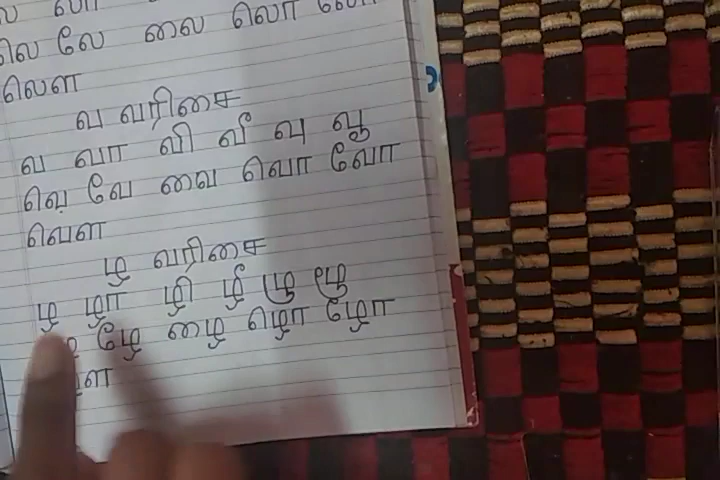 லெ லே லை லொ லோ
லௌ
வ வரிசை
வ வா வி வீ வு வூ
வெ வே வை வொ வோ
வௌ
ழ வரிசை
ழ ழா ழி ழீ ழு ழூ
ழே ழை ழொ ழோ